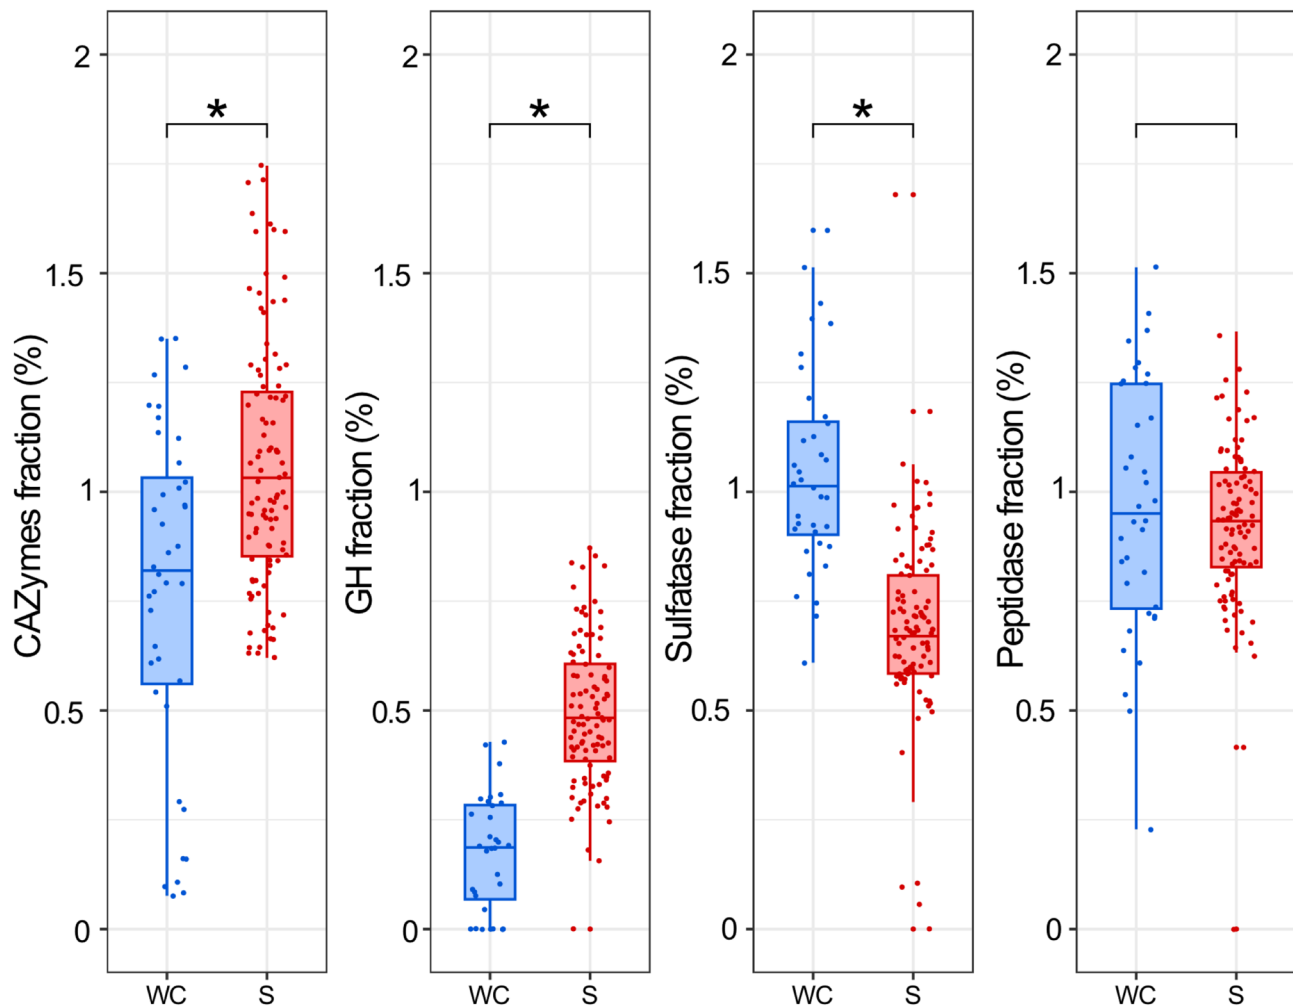 CAZymes fraction (%)
2
1.5
1
0.5
0
*
WC S
GH fraction (%)
2
1.5
1
0.5
0
*
WC S
Sulfatase fraction (%)
2
1.5
1
0.5
0
*
WC S
Peptidase fraction (%)
2
1.5
1
0.5
0
WC S